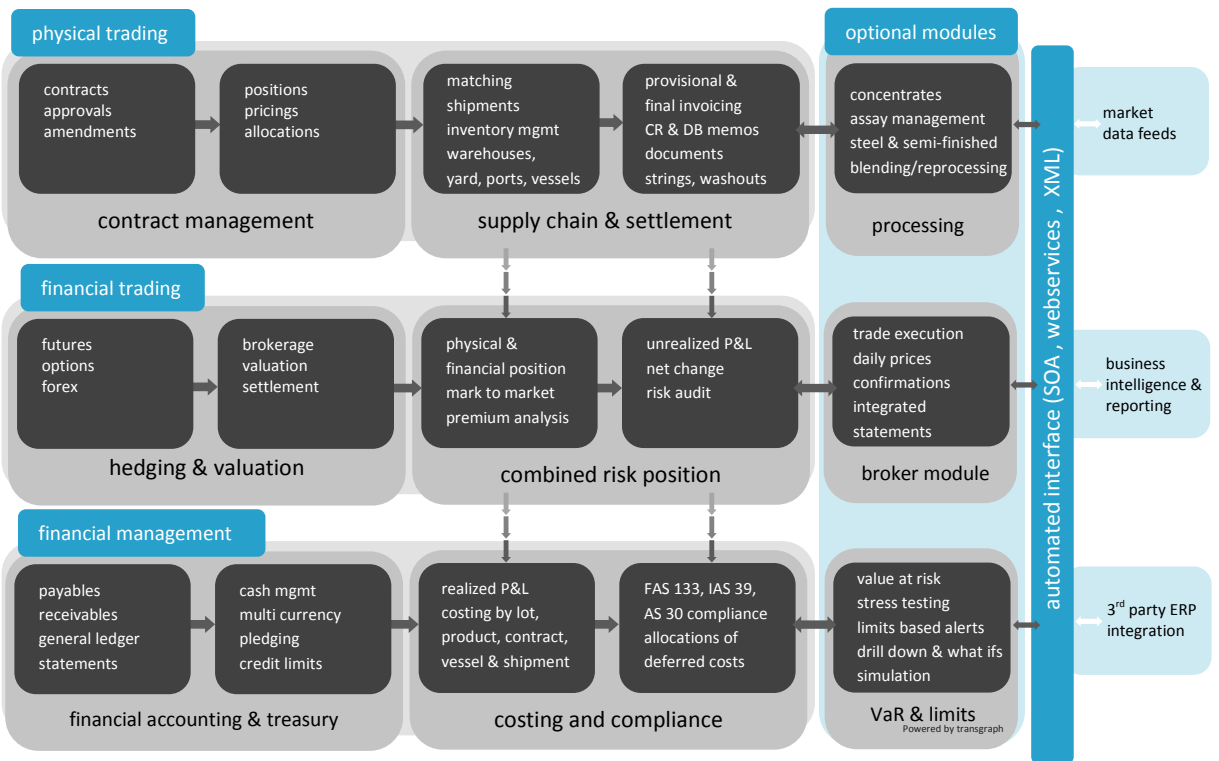 physical trading
contracts
approvals
amendments
positions
pricings
allocations
contract management
matching
shipments
inventory mgmt
warehouses,
yard, ports, vessels
provisional &
final invoicing
CR & DB memos
documents
strings, washouts
supply chain & settlement
optional modules
concentrates
assay management
steel & semi-finished
blending/reprocessing
processing
financial trading
futures
options
forex
brokerage
valuation
settlement
hedging & valuation
physical &
financial position
mark to market
premium analysis
unrealized P&L
net change
risk audit
combined risk position
trade execution
daily prices
confirmations
integrated
statements
broker module
financial management
payables
receivables
general ledger
statements
cash mgmt
multi currency
pledging
credit limits
financial accounting & treasury
realized P&L
costing by lot,
product, contract,
vessel & shipment
FAS 133, IAS 39,
AS 30 compliance
allocations of
deferred costs
costing and compliance
value at risk
stress testing
limits based alerts
drill down & what ifs
simulation
VaR & limits
Powered by transgraph
automated interface (SOA , webservices , XML)
market
data feeds
business
intelligence &
reporting
3rd party ERP
integration